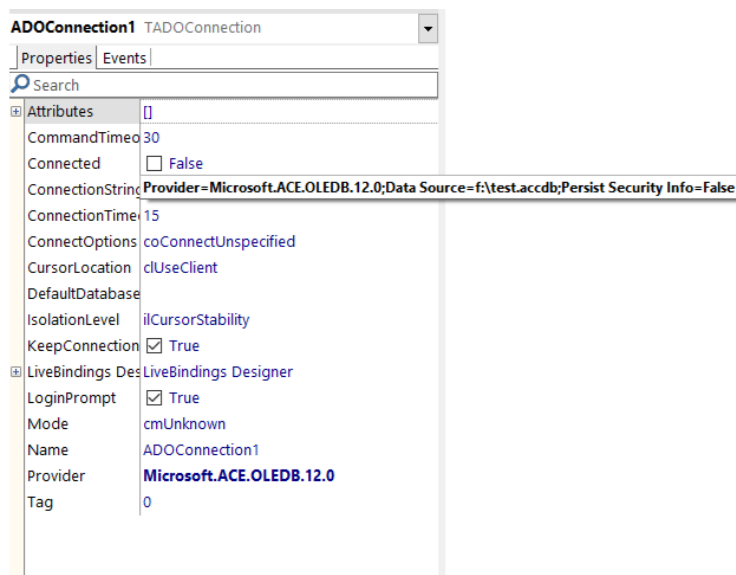 ADOConnection1 TADOConnection
Properties Events
Search
Attributes []
CommandTimeo 30
Connected False
ConnectionString Provider=Microsoft.ACE.OLEDB.12.0;Data Source=f:\test.accdb;Persist Security Info=False
ConnectionTimeo 15
ConnectOptions coConnectUnspecified
CursorLocation clUseClient
DefaultDatabase
IsolationLevel ilCursorStability
KeepConnection True
LiveBindings Des LiveBindings Designer
LoginPrompt True
Mode cmUnknown
Name ADOConnection1
Provider Microsoft.ACE.OLEDB.12.0
Tag 0